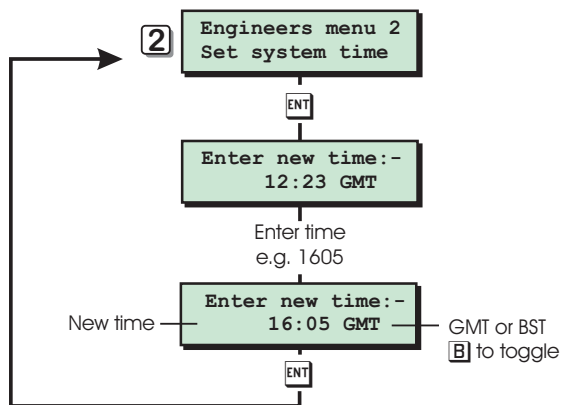 2
Engineers menu 2
Set system time
ENT
Enter new time:-
12:23 GMT
Enter time
e.g. 1605
Enter new time:-
16:05 GMT
New time
GMT or BST
B to toggle
ENT